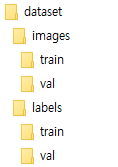 dataset
images
train
val
labels
train
val